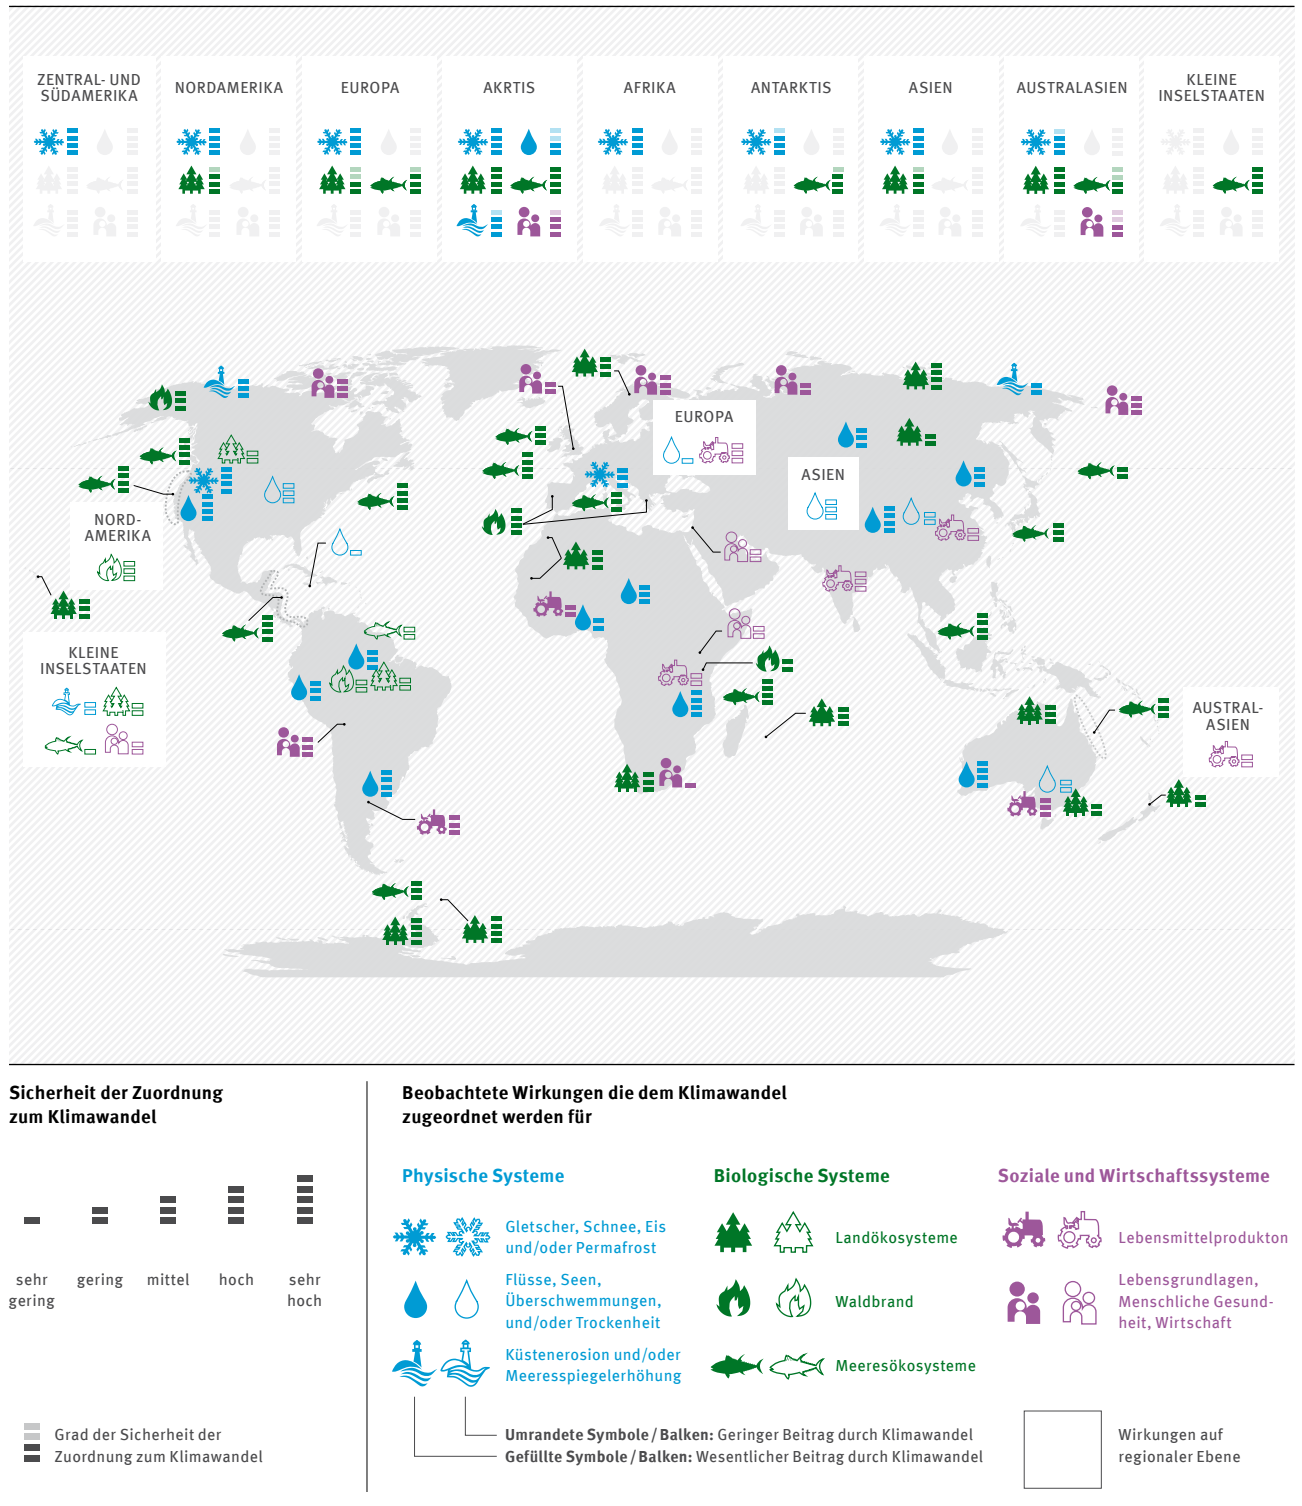 ZENTRAL- UND
SÜDAMERIKA
NORDAMERIKA
EUROPA
AKRTIS
AFRIKA
ANTARKTIS
ASIEN
AUSTRALASIEN
KLEINE
INSELSTAATEN
EUROPA
ASIEN
NORD-
AMERIKA
KLEINE
INSELSTAATEN
AUSTRAL-
ASIEN
Sicherheit der Zuordnung
zum Klimawandel
sehr
gering
gering
mittel
hoch
sehr
hoch
Grad der Sicherheit der
Zuordnung zum Klimawandel
Beobachtete Wirkungen die dem Klimawandel
zugeordnet werden für
Physische Systeme
Gletscher, Schnee, Eis
und/oder Permafrost
Flüsse, Seen,
Überschwemmungen,
und/oder Trockenheit
Küstenerosion und/oder
Meeresspiegelerhöhung
Biologische Systeme
Landökosysteme
Waldbrand
Meeresökosysteme
Soziale und Wirtschaftssysteme
Lebensmittelprodukton
Lebensgrundlagen,
Menschliche Gesund-
heit, Wirtschaft
Umrandete Symbole / Balken: Geringer Beitrag durch Klimawandel
Gefüllte Symbole / Balken: Wesentlicher Beitrag durch Klimawandel
Wirkungen auf
regionaler Ebene